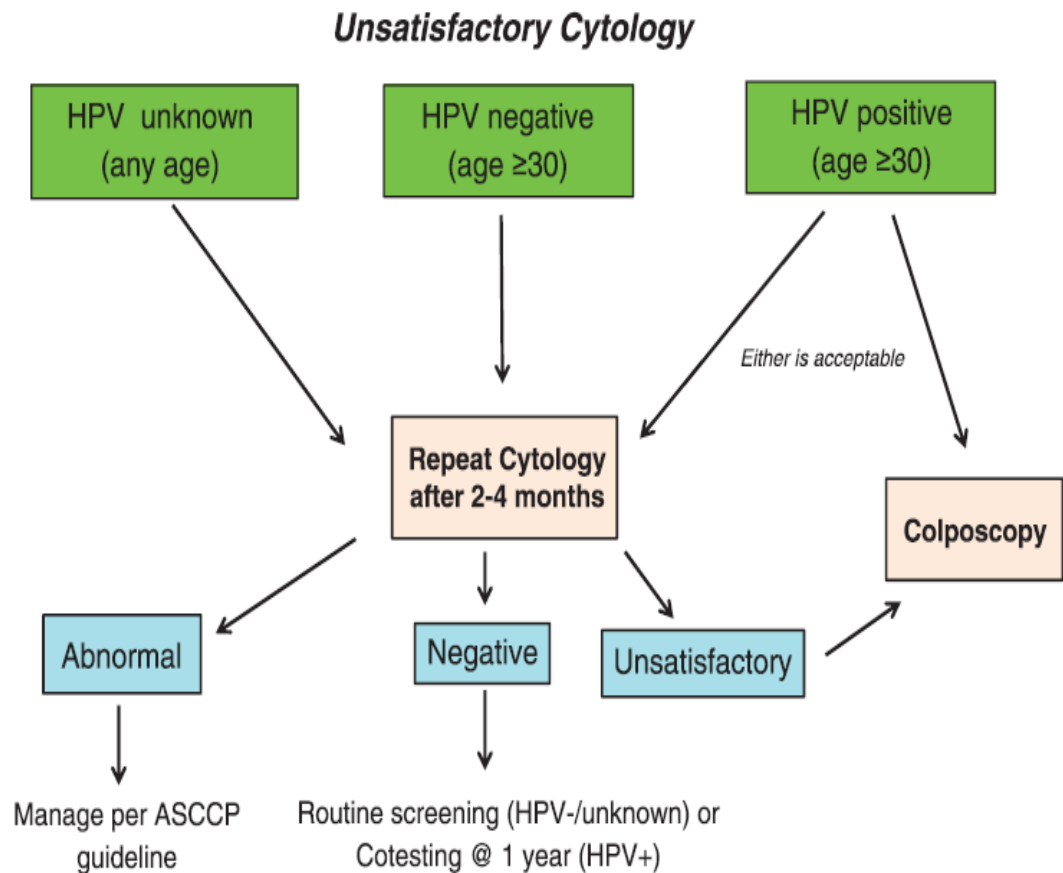 Unsatisfactory Cytology
HPV unknown
(any age)
HPV negative
(age ≥30)
HPV positive
(age ≥30)
Either is acceptable
Repeat Cytology
after 2-4 months
Colposcopy
Abnormal
Negative
Unsatisfactory
Manage per ASCCP
guideline
Routine screening (HPV-/unknown) or
Cotesting @ 1 year (HPV+)